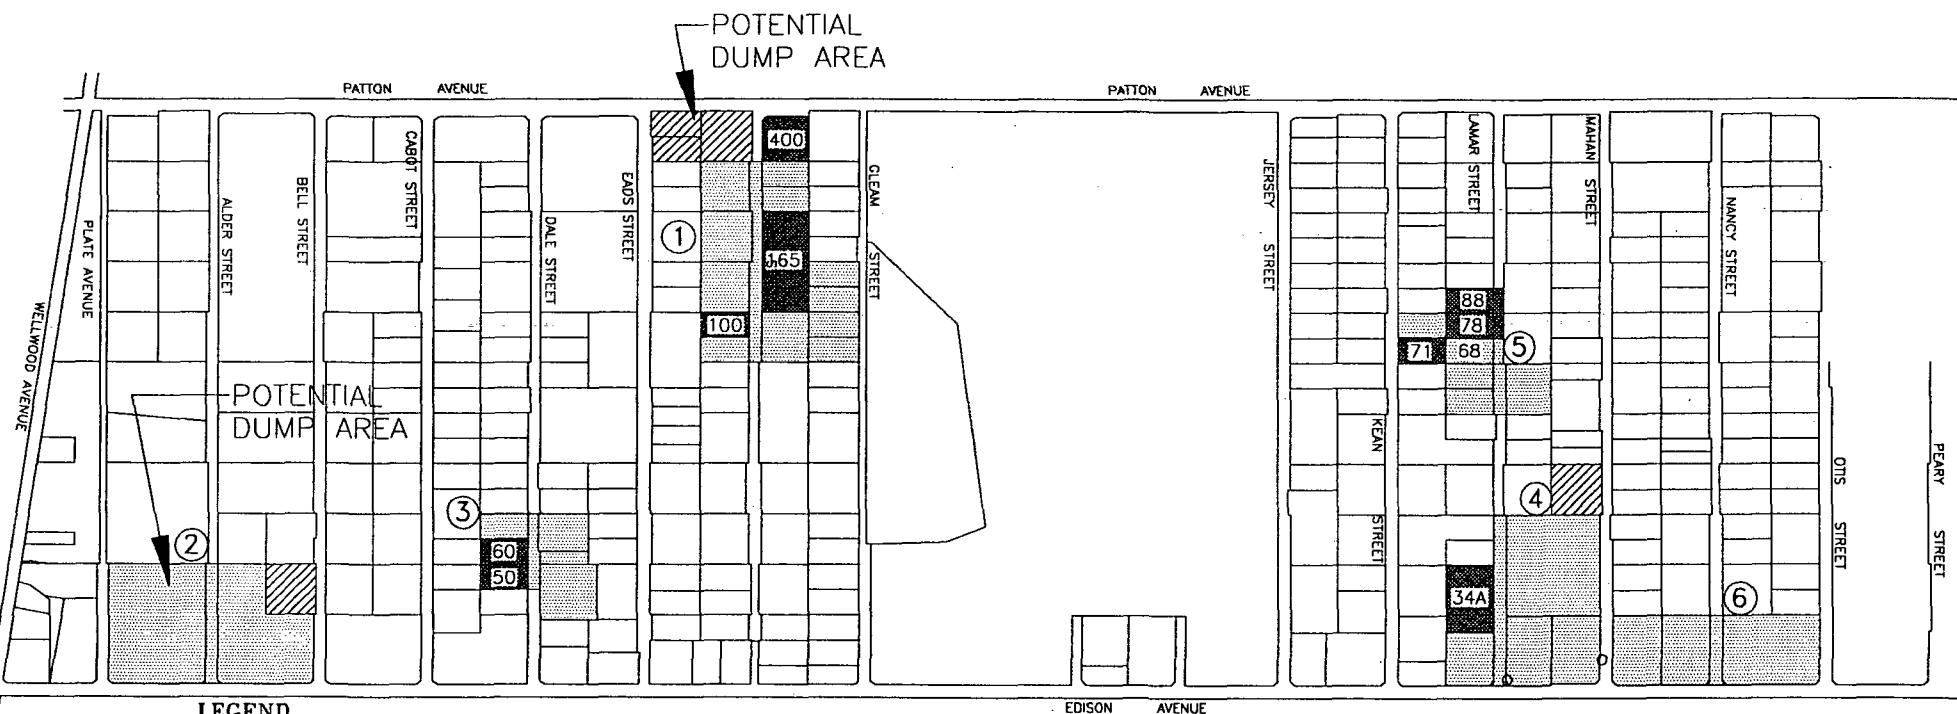 POTENTIAL
DUMP AREA
PATTON AVENUE
PATTON AVENUE
WELLWOOD AVENUE
PLATE AVENUE
ALDER STREET
BELL STREET
CABOT STREET
DALE STREET
EADS STREET
GLEAM STREET
JERSEY STREET
KEAN STREET
LAMAR STREET
MAHAN STREET
NANCY STREET
OTIS STREET
PEARY STREET
400
1
165
100
88
78
71
68
5
POTENTIAL
DUMP AREA
3
4
2
60
50
34A
6
LEGEND
EDISON AVENUE